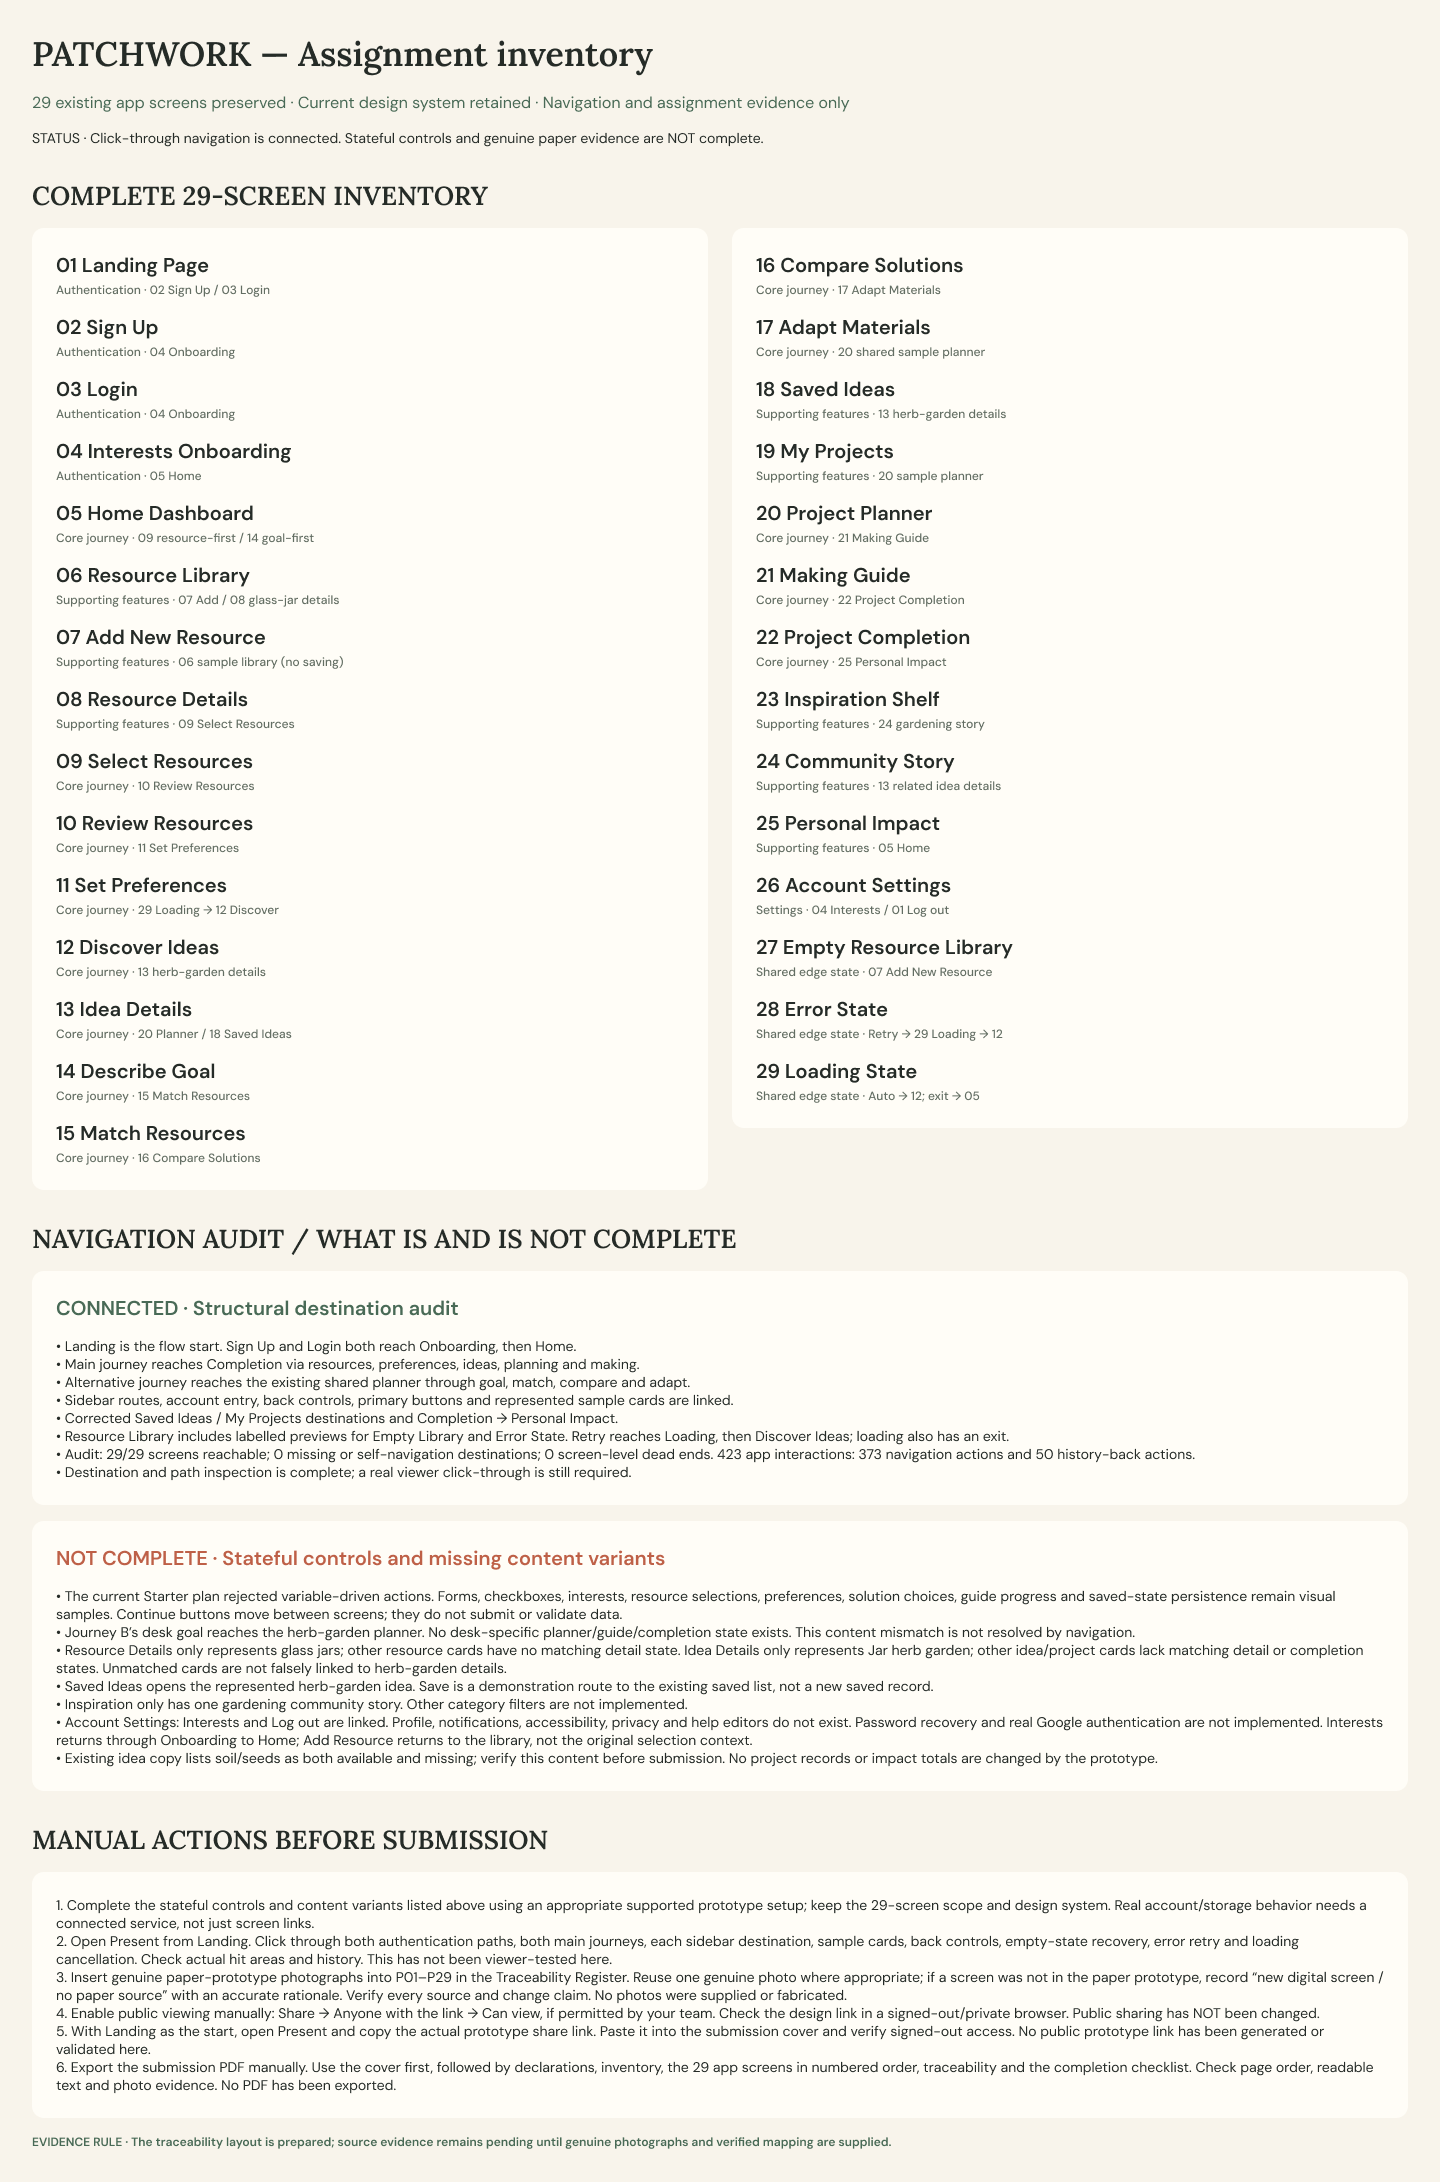 PATCHWORK — Assignment inventory
29 existing app screens preserved · Current design system retained · Navigation and assignment evidence only
STATUS · Click-through navigation is connected. Stateful controls and genuine paper evidence are NOT complete.
COMPLETE 29-SCREEN INVENTORY
01 Landing Page
Authentication · 02 Sign Up / 03 Login
02 Sign Up
Authentication · 04 Onboarding
03 Login
Authentication · 04 Onboarding
04 Interests Onboarding
Authentication · 05 Home
05 Home Dashboard
Core journey · 09 resource-first / 14 goal-first
06 Resource Library
Supporting features · 07 Add / 08 glass-jar details
07 Add New Resource
Supporting features · 06 sample library (no saving)
08 Resource Details
Supporting features · 09 Select Resources
09 Select Resources
Core journey · 10 Review Resources
10 Review Resources
Core journey · 11 Set Preferences
11 Set Preferences
Core journey · 29 Loading → 12 Discover
12 Discover Ideas
Core journey · 13 herb-garden details
13 Idea Details
Core journey · 20 Planner / 18 Saved Ideas
14 Describe Goal
Core journey · 15 Match Resources
15 Match Resources
Core journey · 16 Compare Solutions
16 Compare Solutions
Core journey · 17 Adapt Materials
17 Adapt Materials
Core journey · 20 shared sample planner
18 Saved Ideas
Supporting features · 13 herb-garden details
19 My Projects
Supporting features · 20 sample planner
20 Project Planner
Core journey · 21 Making Guide
21 Making Guide
Core journey · 22 Project Completion
22 Project Completion
Core journey · 25 Personal Impact
23 Inspiration Shelf
Supporting features · 24 gardening story
24 Community Story
Supporting features · 13 related idea details
25 Personal Impact
Supporting features · 05 Home
26 Account Settings
Settings · 04 Interests / 01 Log out
27 Empty Resource Library
Shared edge state · 07 Add New Resource
28 Error State
Shared edge state · Retry → 29 Loading → 12
29 Loading State
Shared edge state · Auto → 12; exit → 05
NAVIGATION AUDIT / WHAT IS AND IS NOT COMPLETE
CONNECTED · Structural destination audit
• Landing is the flow start. Sign Up and Login both reach Onboarding, then Home.
• Main journey reaches Completion via resources, preferences, ideas, planning and making.
• Alternative journey reaches the existing shared planner through goal, match, compare and adapt.
• Sidebar routes, account entry, back controls, primary buttons and represented sample cards are linked.
• Corrected Saved Ideas / My Projects destinations and Completion → Personal Impact.
• Resource Library includes labelled previews for Empty Library and Error State. Retry reaches Loading, then Discover Ideas; loading also has an exit.
• Audit: 29/29 screens reachable; 0 missing or self-navigation destinations; 0 screen-level dead ends. 423 app interactions: 373 navigation actions and 50 history-back actions.
• Destination and path inspection is complete; a real viewer click-through is still required.
NOT COMPLETE · Stateful controls and missing content variants
• The current Starter plan rejected variable-driven actions. Forms, checkboxes, interests, resource selections, preferences, solution choices, guide progress and saved-state persistence remain visual
samples. Continue buttons move between screens; they do not submit or validate data.
• Journey B’s desk goal reaches the herb-garden planner. No desk-specific planner/guide/completion state exists. This content mismatch is not resolved by navigation.
• Resource Details only represents glass jars; other resource cards have no matching detail state. Idea Details only represents Jar herb garden; other idea/project cards lack matching detail or completion
states. Unmatched cards are not falsely linked to herb-garden details.
• Saved Ideas opens the represented herb-garden idea. Save is a demonstration route to the existing saved list, not a new saved record.
• Inspiration only has one gardening community story. Other category filters are not implemented.
• Account Settings: Interests and Log out are linked. Profile, notifications, accessibility, privacy and help editors do not exist. Password recovery and real Google authentication are not implemented. Interests
returns through Onboarding to Home; Add Resource returns to the library, not the original selection context.
• Existing idea copy lists soil/seeds as both available and missing; verify this content before submission. No project records or impact totals are changed by the prototype.
MANUAL ACTIONS BEFORE SUBMISSION
1. Complete the stateful controls and content variants listed above using an appropriate supported prototype setup; keep the 29-screen scope and design system. Real account/storage behavior needs a
connected service, not just screen links.
2. Open Present from Landing. Click through both authentication paths, both main journeys, each sidebar destination, sample cards, back controls, empty-state recovery, error retry and loading
cancellation. Check actual hit areas and history. This has not been viewer-tested here.
3. Insert genuine paper-prototype photographs into P01–P29 in the Traceability Register. Reuse one genuine photo where appropriate; if a screen was not in the paper prototype, record “new digital screen /
no paper source” with an accurate rationale. Verify every source and change claim. No photos were supplied or fabricated.
4. Enable public viewing manually: Share → Anyone with the link → Can view, if permitted by your team. Check the design link in a signed-out/private browser. Public sharing has NOT been changed.
5. With Landing as the start, open Present and copy the actual prototype share link. Paste it into the submission cover and verify signed-out access. No public prototype link has been generated or
validated here.
6. Export the submission PDF manually. Use the cover first, followed by declarations, inventory, the 29 app screens in numbered order, traceability and the completion checklist. Check page order, readable
text and photo evidence. No PDF has been exported.
EVIDENCE RULE · The traceability layout is prepared; source evidence remains pending until genuine photographs and verified mapping are supplied.